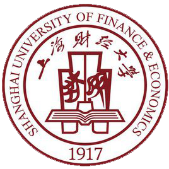 SHANGHAI UNIVERSITY OF FINANCE & ECONOMICS
上海财经大学
1917